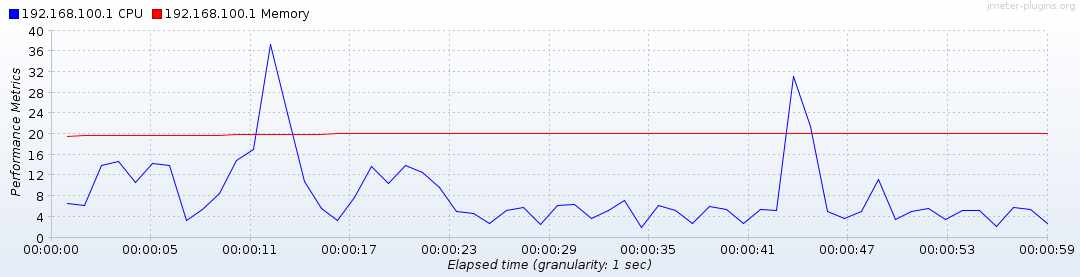 jmeter-plugins.org
192.168.100.1 CPU 192.168.100.1 Memory
Performance Metrics
40
36
32
28
24
20
16
12
8
4
0
00:00:00 00:00:05 00:00:11 00:00:17 00:00:23 00:00:29 00:00:35 00:00:41 00:00:47 00:00:53 00:00:59
Elapsed time (granularity: 1 sec)